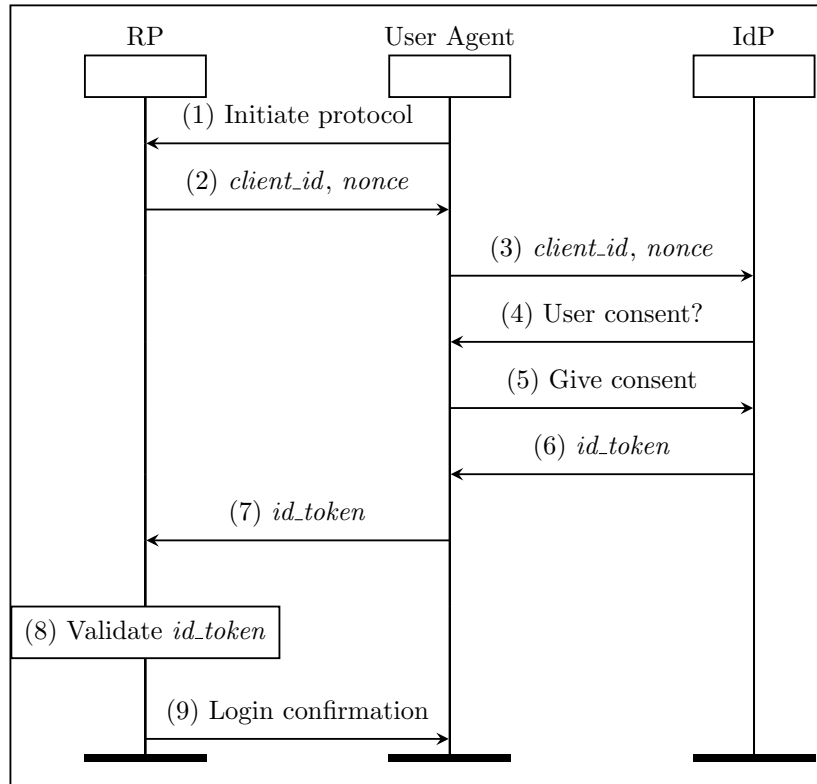 RP
User Agent
IdP
(1) Initiate protocol
(2) client_id, nonce
(3) client_id, nonce
(4) User consent?
(5) Give consent
(6) id_token
(7) id_token
(8) Validate id_token
(9) Login confirmation